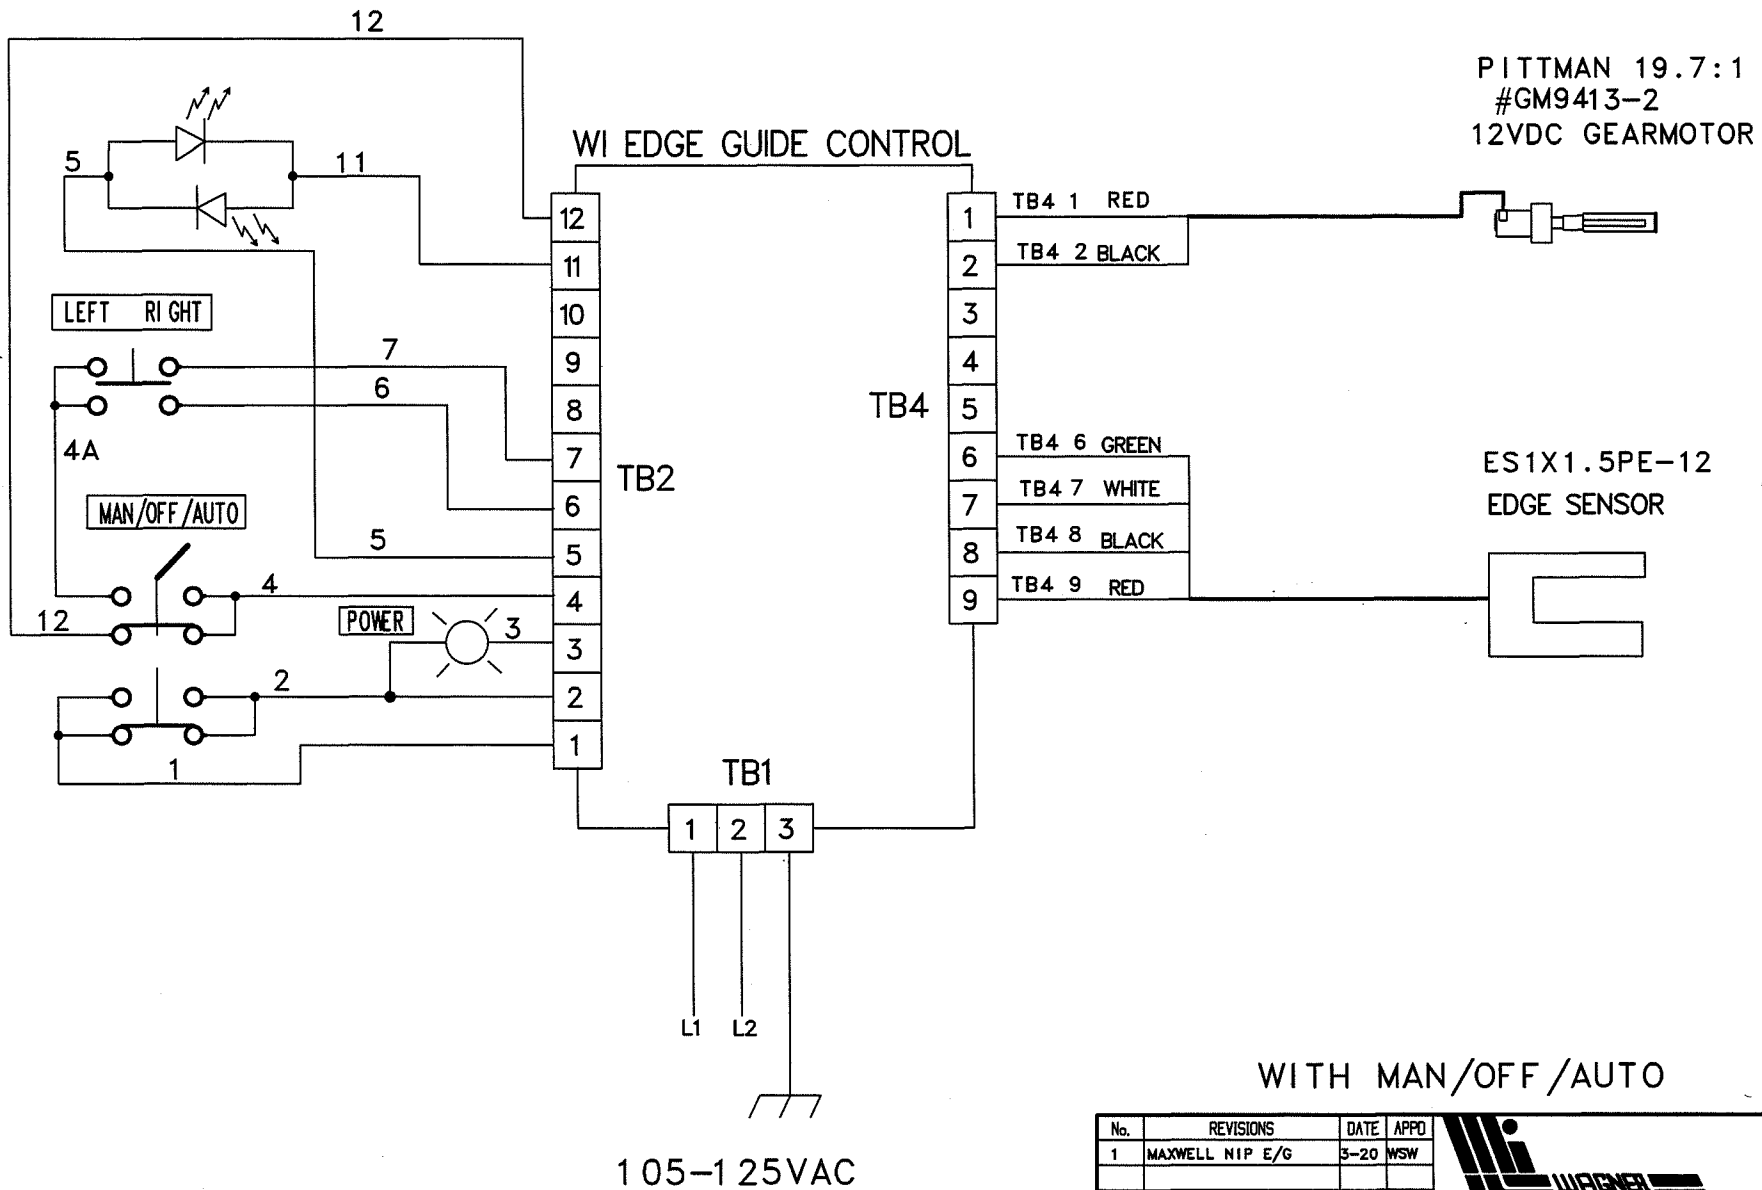 12
PITTMAN 19.7:1
#GM9413-2
12VDC GEARMOTOR
WI EDGE GUIDE CONTROL
5
11
12
11
10
9
8
7
6
5
4
3
2
1
TB2
LEFT RIGHT
7
6
4A
MAN/OFF/AUTO
5
4
12
POWER
3
2
1
1
2
3
4
5
6
7
8
9
TB4
TB4 1 RED
TB4 2 BLACK
TB4 6 GREEN
TB4 7 WHITE
TB4 8 BLACK
TB4 9 RED
ES1X1.5PE-12
EDGE SENSOR
TB1
1 2 3
L1 L2
105-125VAC
WITH MAN/OFF/AUTO
No. REVISIONS DATE APPD
1 MAXWELL NIP E/G 3-20 WSW
WAGNER